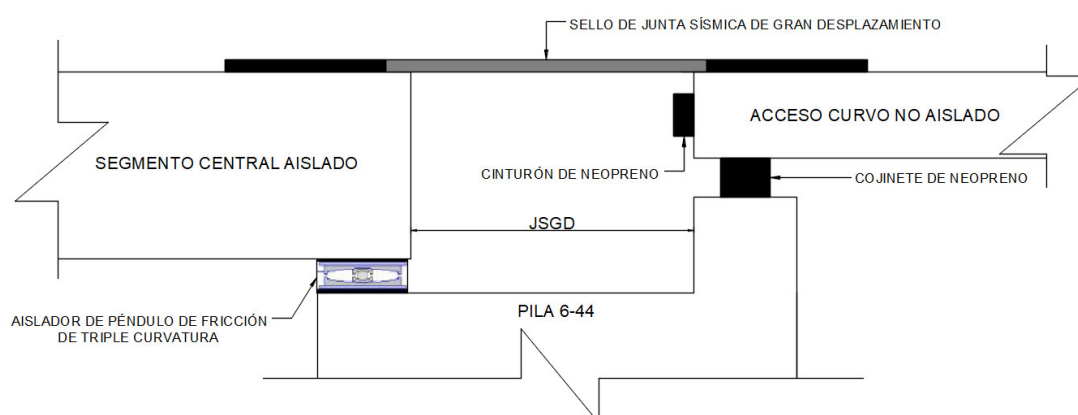 SELLO DE JUNTA SÍSMICA DE GRAN DESPLAZAMIENTO
ACCESO CURVO NO AISLADO
SEGMENTO CENTRAL AISLADO
CINTURÓN DE NEOPRENO
COJINETE DE NEOPRENO
JSGD
PILA 6-44
AISLADOR DE PÉNDULO DE FRICCIÓN
DE TRIPLE CURVATURA